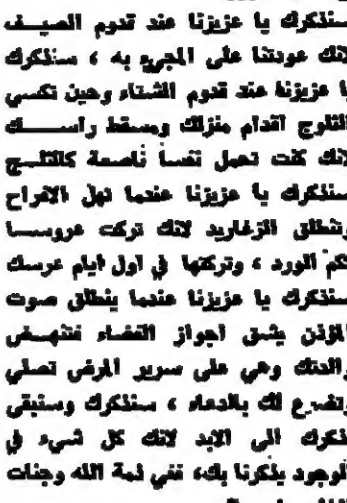 سنذكرك يا عزيزنا عند قدوم الصيف
لانك عودتنا على المجيء به ، سنذكرك
يا عزيزنا عند قدوم الشتاء وحين تكسي
الثلوج اقدام منزلك ومسقط راسك
لانك كنت تحمل نفسا ناصعة كالثلج
سنذكرك يا عزيزنا عندما تهل الافراح
وتنطلق الزغاريد لانك تركت عروسا
كم الورد ، وتركتها في اول ايام عرسك
سنذكرك يا عزيزنا عندما ينطلق صوت
المؤذن يشق اجواز الفضاء فتنهض
والدتك وهي على سرير المرض تصلي
وتضرع لك بالدعاء ، سنذكرك وستبقى
ذكراك الى الابد لانك كل شيء في
الوجود يذكرنا بك، ففي ذمة الله وجنات